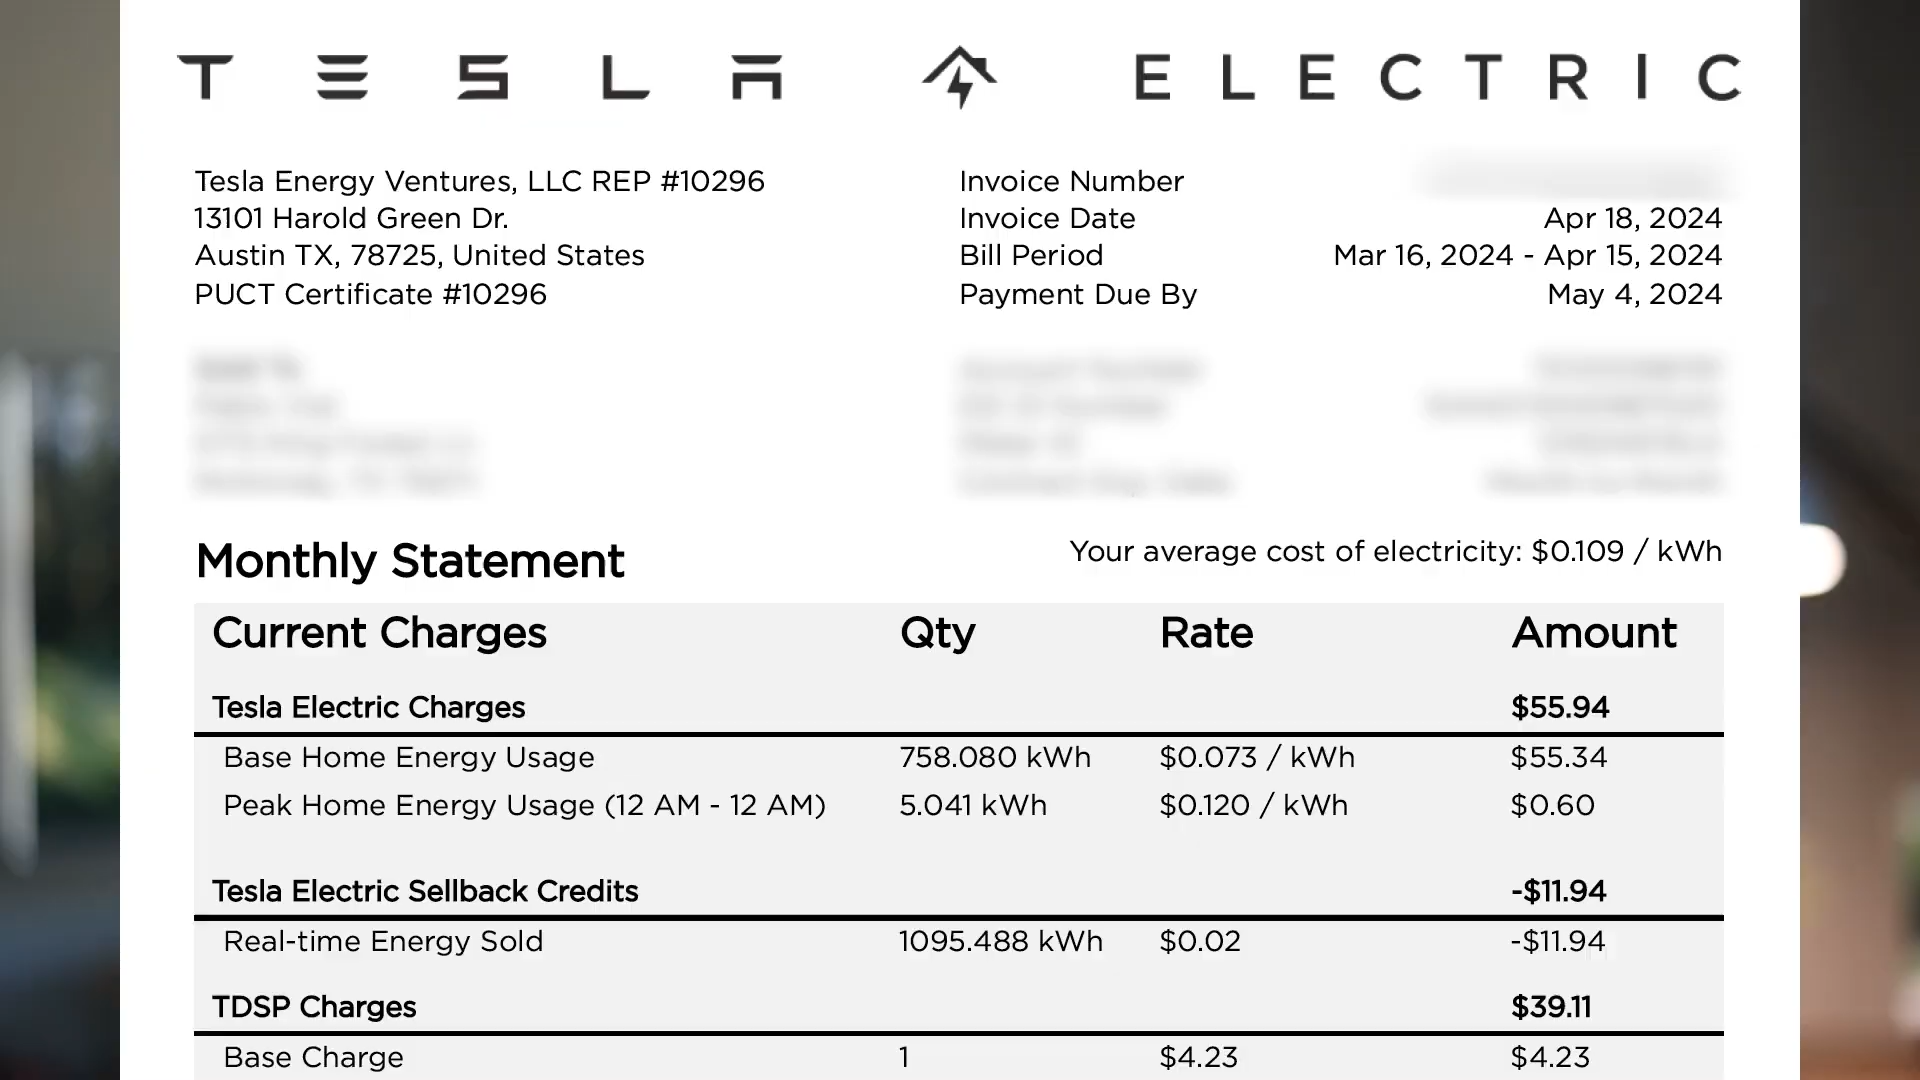 TESLA ELECTRIC
Tesla Energy Ventures, LLC REP #10296
13101 Harold Green Dr.
Austin TX, 78725, United States
PUCT Certificate #10296
Invoice Number
Invoice Date Apr 18, 2024
Bill Period Mar 16, 2024 - Apr 15, 2024
Payment Due By May 4, 2024
Monthly Statement
Your average cost of electricity: $0.109 / kWh
Current Charges Qty Rate Amount
Tesla Electric Charges $55.94
Base Home Energy Usage 758.080 kWh $0.073 / kWh $55.34
Peak Home Energy Usage (12 AM - 12 AM) 5.041 kWh $0.120 / kWh $0.60
Tesla Electric Sellback Credits -$11.94
Real-time Energy Sold 1095.488 kWh $0.02 -$11.94
TDSP Charges $39.11
Base Charge 1 $4.23 $4.23